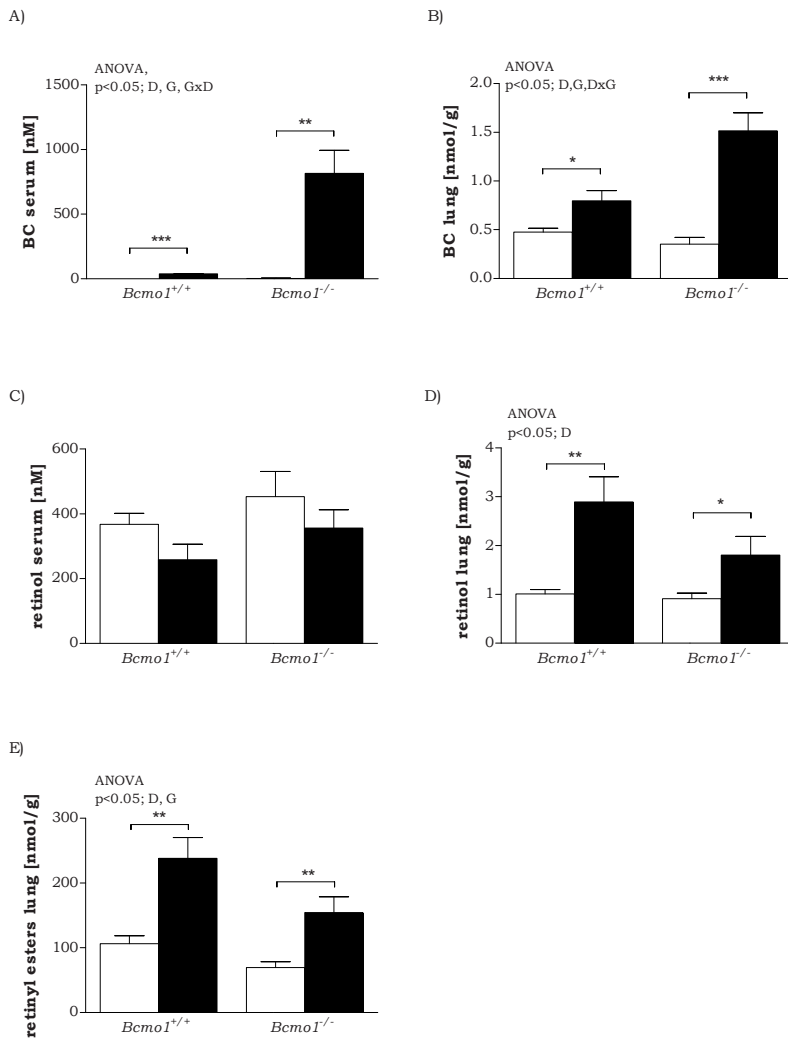 A)
ANOVA,
p<0.05; D, G, GxD
BC serum [nM]
1500
1000
500
0
***
**
Bcmo1+/+
Bcmo1-/-
B)
ANOVA
p<0.05; D,G,DxG
BC lung [nmol/g]
2.0
1.5
1.0
0.5
0.0
*
***
Bcmo1+/+
Bcmo1-/-
C)
retinol serum [nM]
600
400
200
0
Bcmo1+/+
Bcmo1-/-
D)
ANOVA
p<0.05; D
retinol lung [nmol/g]
4
3
2
1
0
**
*
Bcmo1+/+
Bcmo1-/-
E)
ANOVA
p<0.05; D, G
retinyl esters lung [nmol/g]
300
200
100
0
**
**
Bcmo1+/+
Bcmo1-/-